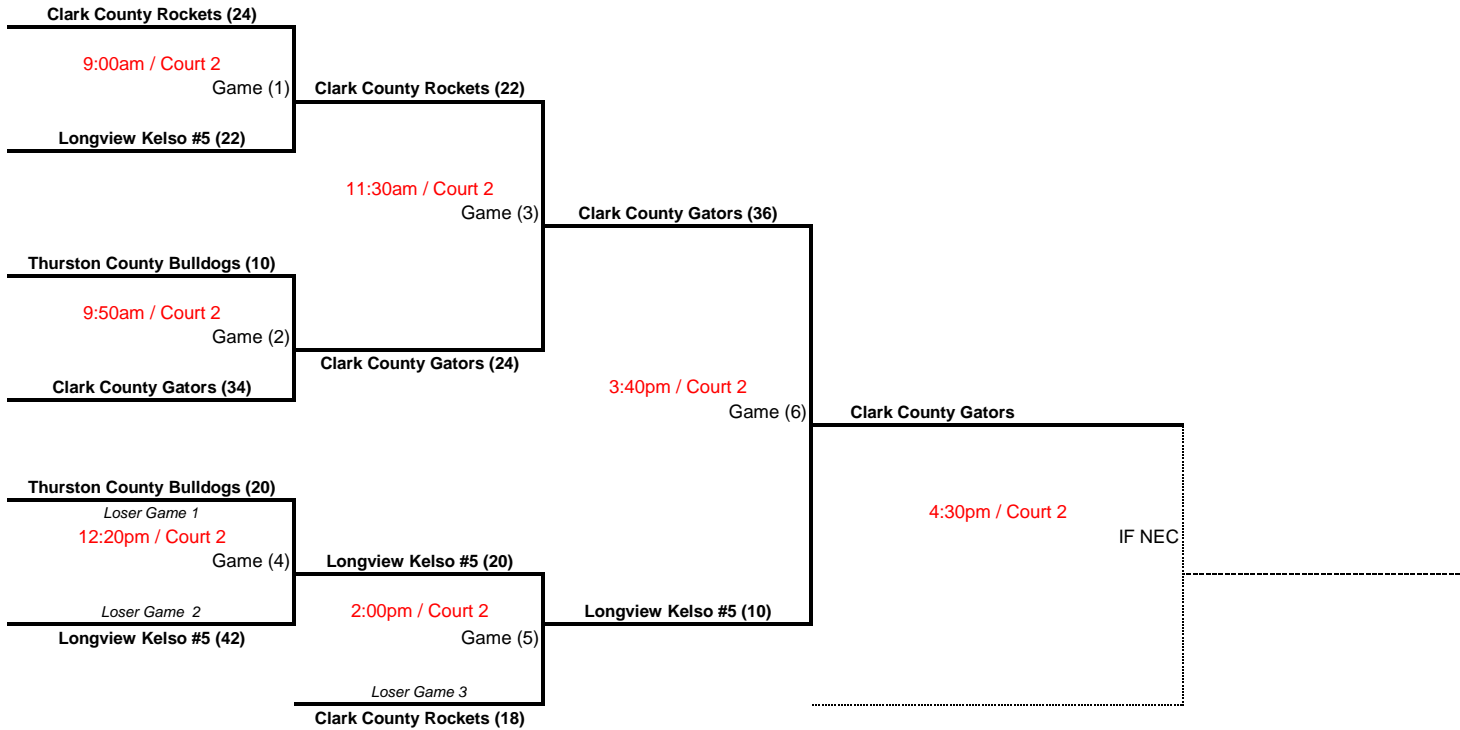 Clark County Rockets (24)
9:00am / Court 2
Game (1)
Clark County Rockets (22)
Longview Kelso #5 (22)
11:30am / Court 2
Game (3)
Clark County Gators (36)
Thurston County Bulldogs (10)
9:50am / Court 2
Game (2)
Clark County Gators (24)
Clark County Gators (34)
3:40pm / Court 2
Game (6)
Clark County Gators
Thurston County Bulldogs (20)
Loser Game 1
12:20pm / Court 2
Game (4)
Longview Kelso #5 (20)
4:30pm / Court 2
IF NEC
Loser Game 2
Longview Kelso #5 (42)
2:00pm / Court 2
Game (5)
Longview Kelso #5 (10)
Loser Game 3
Clark County Rockets (18)